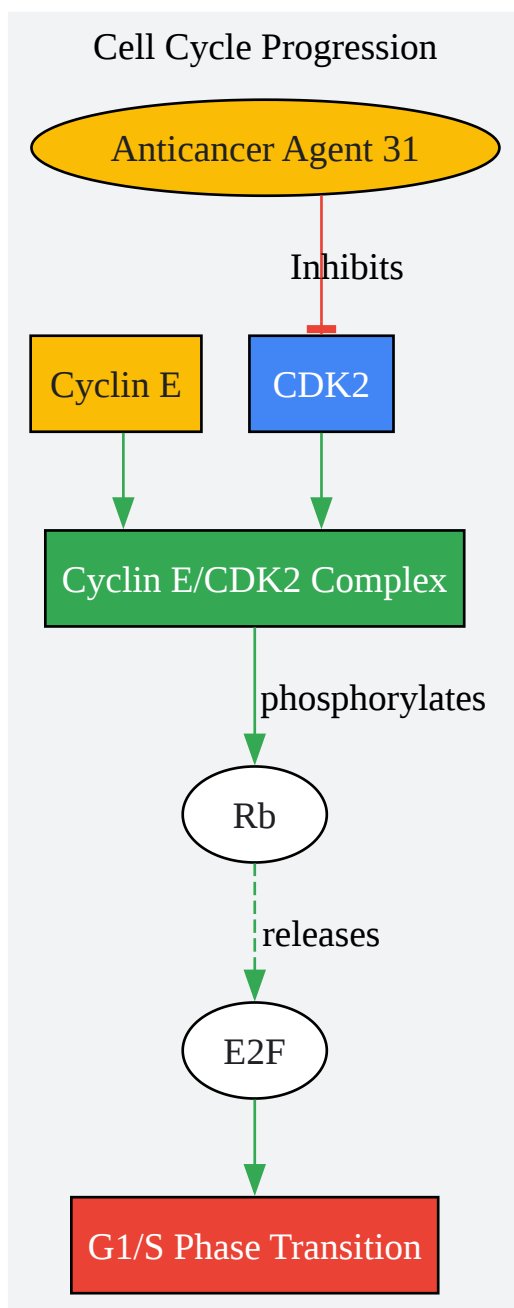 Cell Cycle Progression
Anticancer Agent 31
Inhibits
Cyclin E
CDK2
Cyclin E/CDK2 Complex
phosphorylates
Rb
releases
E2F
G1/S Phase Transition